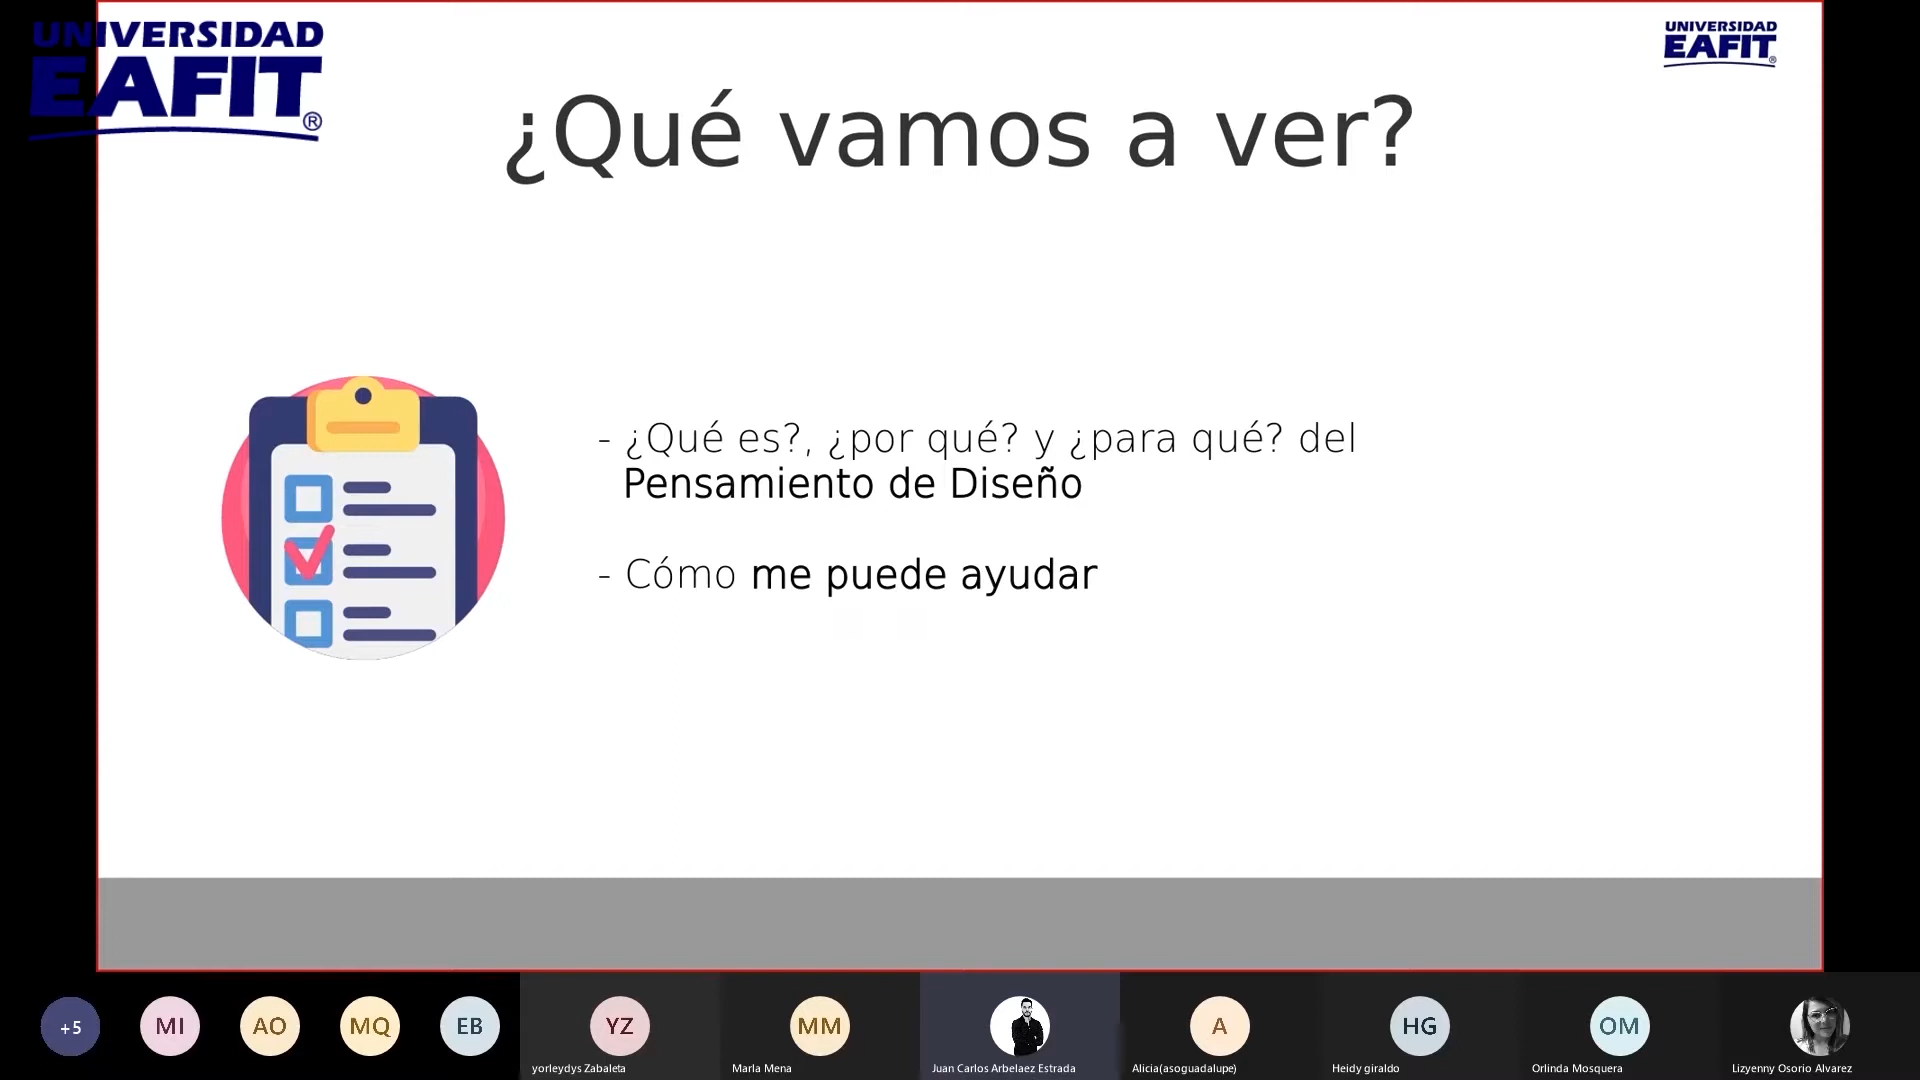 UNIVERSIDAD
EAFIT®
UNIVERSIDAD
EAFIT®
¿Qué vamos a ver?
- ¿Qué es?, ¿por qué? y ¿para qué? del
Pensamiento de Diseño
- Cómo me puede ayudar
+5
MI
AO
MQ
EB
YZ
MM
A
HG
OM
yorleydys Zabaleta
Marla Mena
Juan Carlos Arbelaez Estrada
Alicia(asoguadalupe)
Heidy giraldo
Orlinda Mosquera
Lizyenny Osorio Alvarez